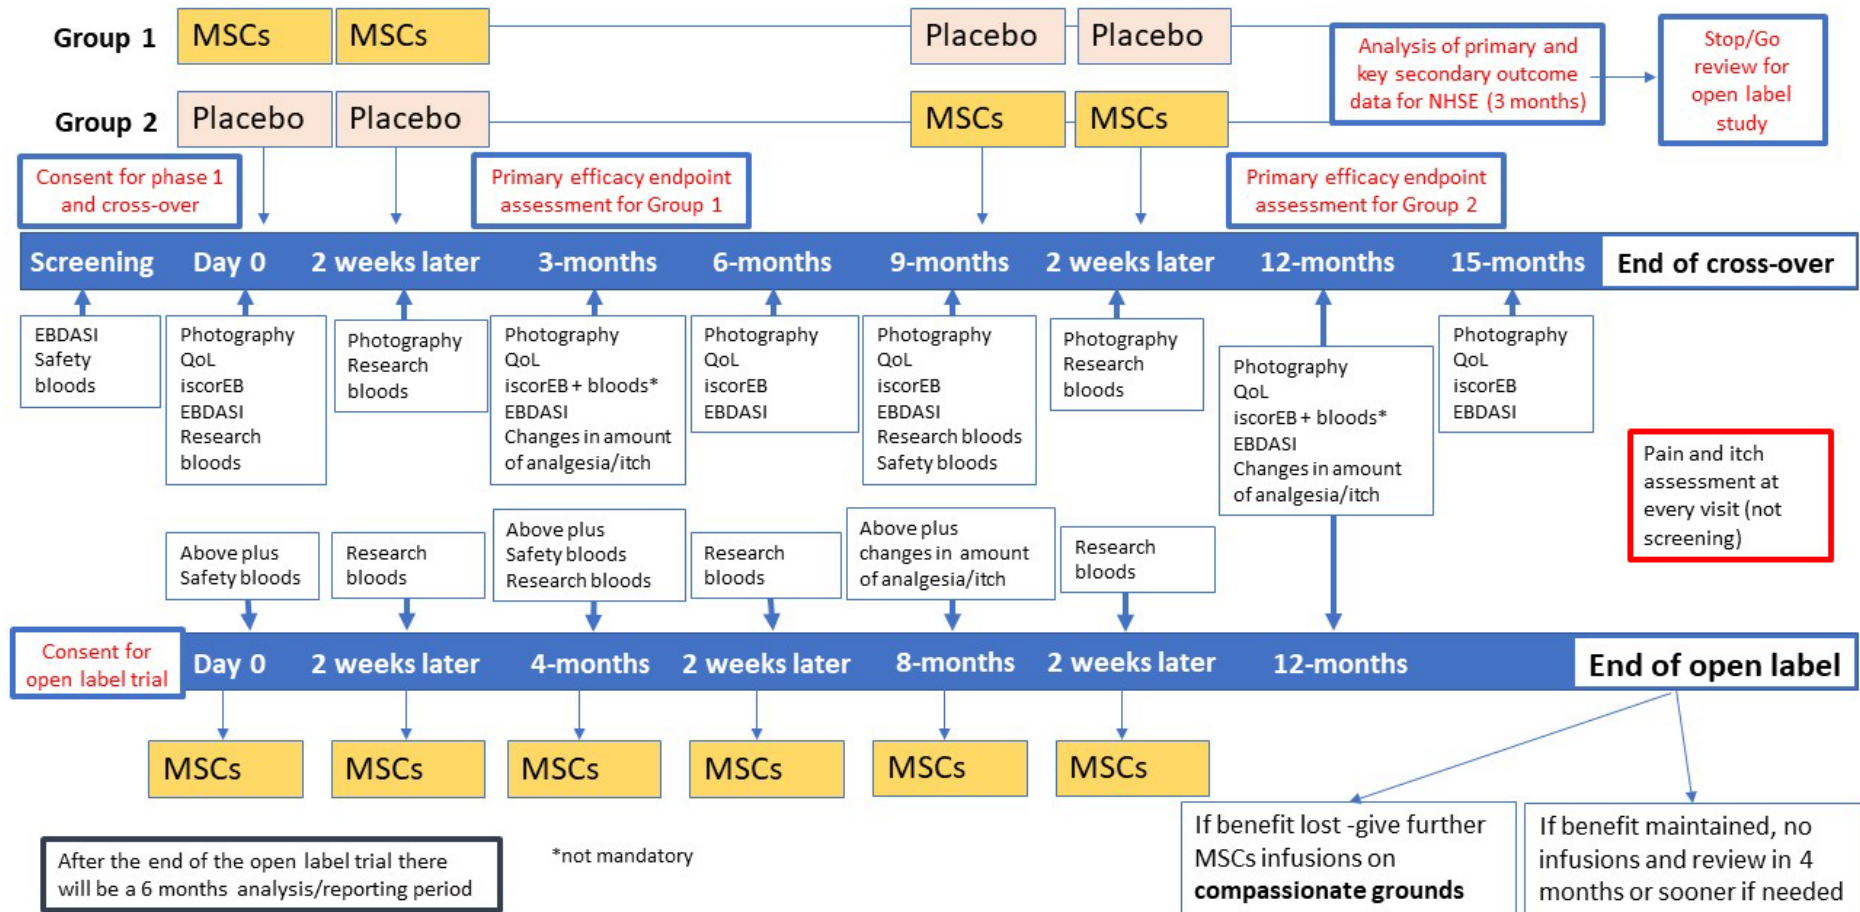 Group 1
MSCs
MSCs
Placebo
Placebo
Analysis of primary and
key secondary outcome
data for NHSE (3 months)
Stop/Go
review for
open label
study
Group 2
Placebo
Placebo
MSCs
MSCs
Consent for phase 1
and cross-over
Primary efficacy endpoint
assessment for Group 1
Primary efficacy endpoint
assessment for Group 2
Screening
Day 0
2 weeks later
3-months
6-months
9-months
2 weeks later
12-months
15-months
End of cross-over
EBDASI
Safety
bloods
Photography
QoL
iscorEB
EBDASI
Research
bloods
Photography
Research
bloods
Photography
QoL
iscorEB + bloods*
EBDASI
Changes in amount
of analgesia/itch
Photography
QoL
iscorEB
EBDASI
Photography
QoL
iscorEB
EBDASI
Research bloods
Safety bloods
Photography
Research
bloods
Photography
QoL
iscorEB + bloods*
EBDASI
Changes in amount
of analgesia/itch
Photography
QoL
iscorEB
EBDASI
Pain and itch
assessment at
every visit (not
screening)
Above plus
Safety bloods
Research
bloods
Above plus
Safety bloods
Research bloods
Research
bloods
Above plus
changes in amount
of analgesia/itch
Research
bloods
Consent for
open label trial
Day 0
2 weeks later
4-months
2 weeks later
8-months
2 weeks later
12-months
End of open label
MSCs
MSCs
MSCs
MSCs
MSCs
MSCs
After the end of the open label trial there
will be a 6 months analysis/reporting period
*not mandatory
If benefit lost -give further
MSCs infusions on
compassionate grounds
If benefit maintained, no
infusions and review in 4
months or sooner if needed